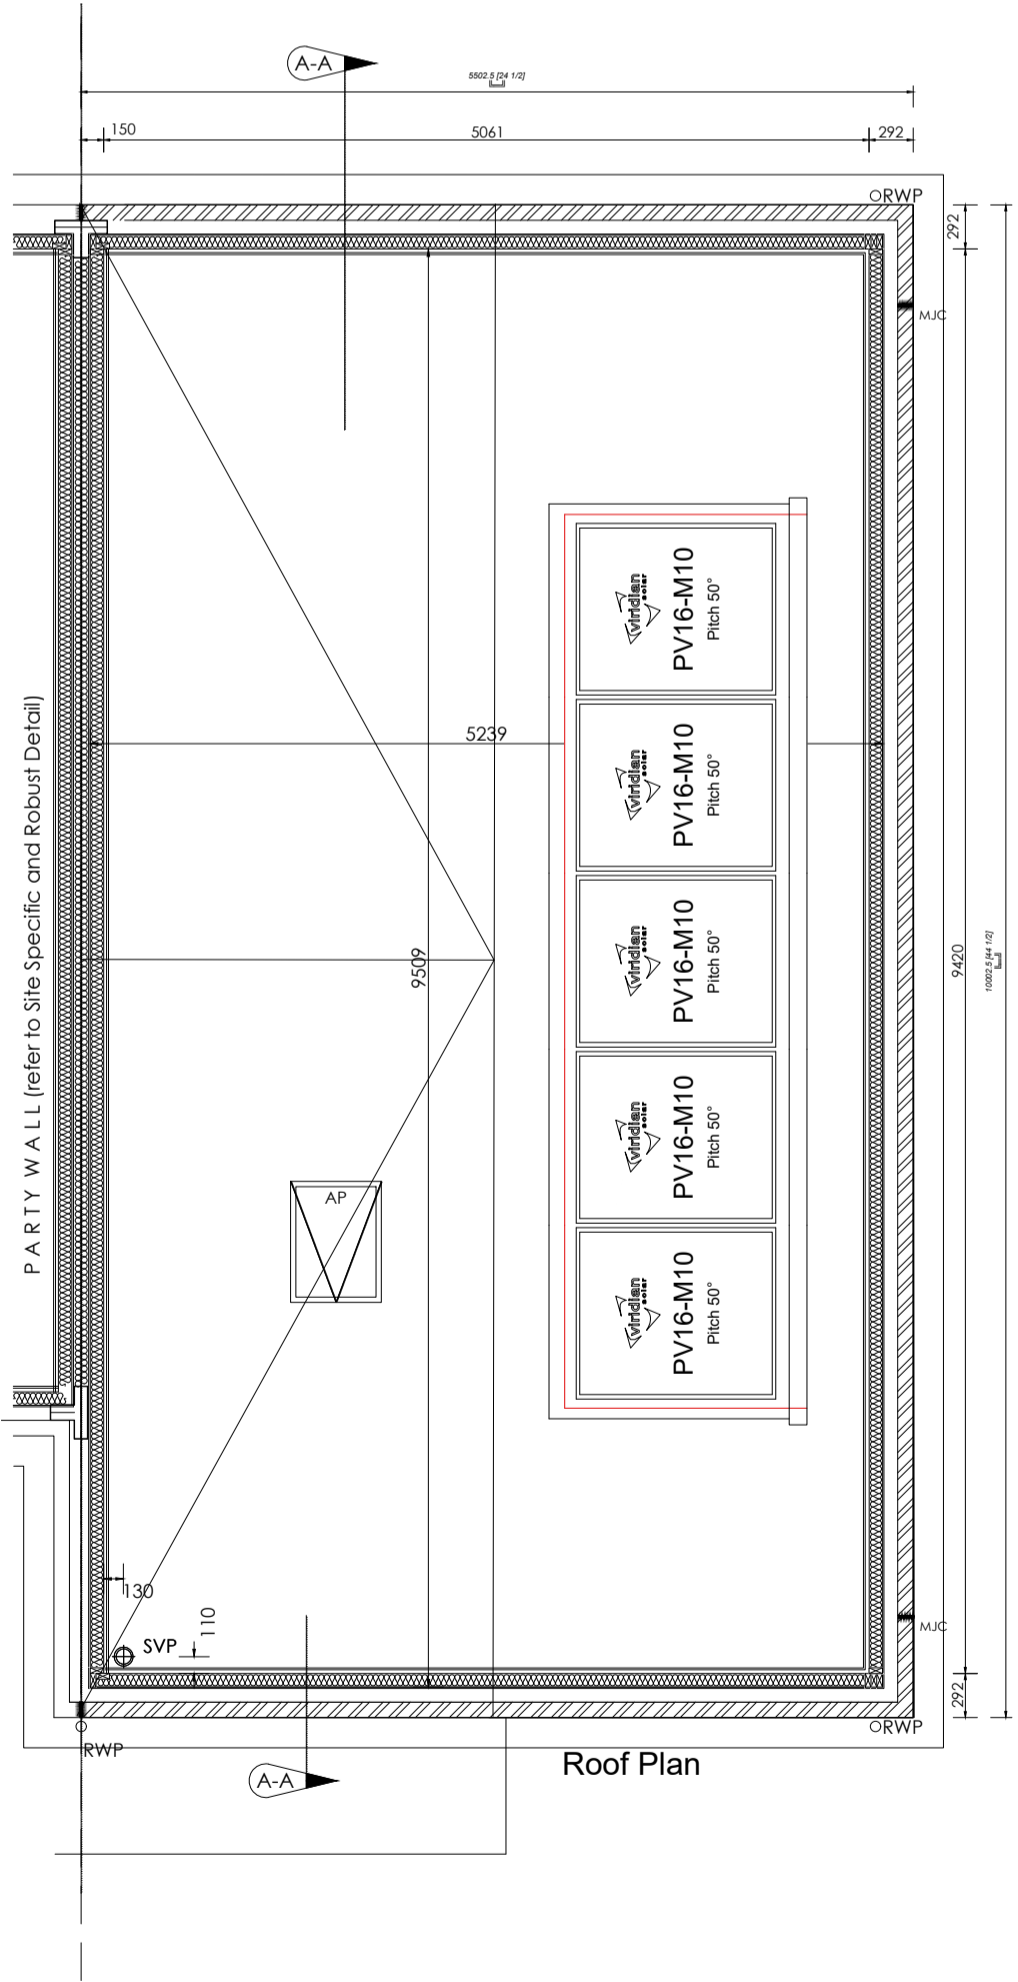 A-A
5502.5 [24 1/2]
150
5061
292
RWP
292
MJC
PARTY WALL (refer to Site Specific and Robust Detail)
viridian
solar
PV16-M10
Pitch 50°
5239
viridian
solar
PV16-M10
Pitch 50°
9509
viridian
solar
PV16-M10
Pitch 50°
9420
10002.5 [44 1/2]
viridian
solar
PV16-M10
Pitch 50°
AP
viridian
solar
PV16-M10
Pitch 50°
130
110
SVP
MJC
292
RWP
RWP
A-A
Roof Plan